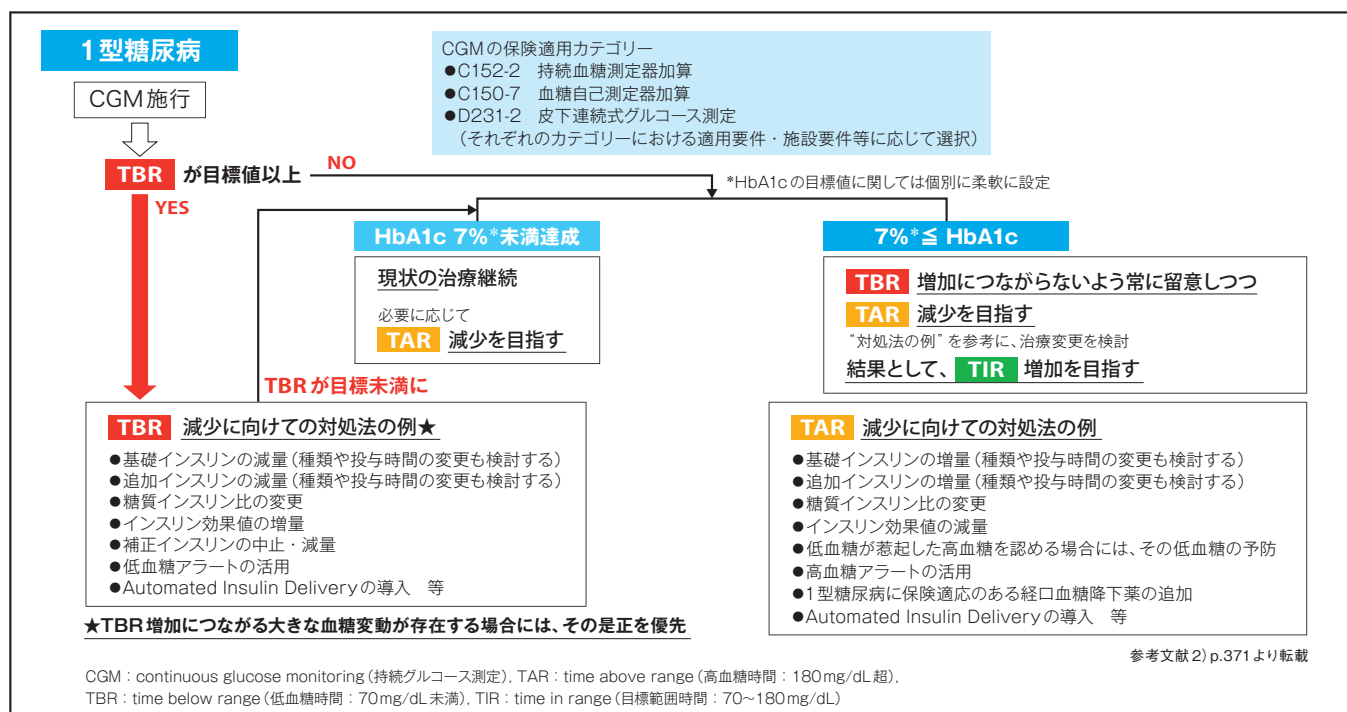 1型糖尿病
CGM施行
CGMの保険適用カテゴリー
●C152-2 持続血糖測定器加算
●C150-7 血糖自己測定器加算
●D231-2 皮下連続式グルコース測定
（それぞれのカテゴリーにおける適用要件・施設要件等に応じて選択）
TBR が目標値以上
NO
YES
*HbA1cの目標値に関しては個別に柔軟に設定
HbA1c 7%*未満達成
現状の治療継続
必要に応じて
TAR 減少を目指す
7%*≦ HbA1c
TBR 増加につながらないよう常に留意しつつ
TAR 減少を目指す
“対処法の例”を参考に、治療変更を検討
結果として、 TIR 増加を目指す
TBRが目標未満に
TBR 減少に向けての対処法の例★
●基礎インスリンの減量（種類や投与時間の変更も検討する）
●追加インスリンの減量（種類や投与時間の変更も検討する）
●糖質インスリン比の変更
●インスリン効果値の増量
●補正インスリンの中止・減量
●低血糖アラートの活用
●Automated Insulin Deliveryの導入 等
★TBR増加につながる大きな血糖変動が存在する場合には、その是正を優先
TAR 減少に向けての対処法の例
●基礎インスリンの増量（種類や投与時間の変更も検討する）
●追加インスリンの増量（種類や投与時間の変更も検討する）
●糖質インスリン比の変更
●インスリン効果値の減量
●低血糖が惹起した高血糖を認める場合には、その低血糖の予防
●高血糖アラートの活用
●1型糖尿病に保険適応のある経口血糖降下薬の追加
●Automated Insulin Deliveryの導入 等
参考文献2）p.371より転載
CGM：continuous glucose monitoring（持続グルコース測定）, TAR：time above range（高血糖時間：180mg/dL超）,
TBR：time below range（低血糖時間：70mg/dL未満）, TIR：time in range（目標範囲時間：70〜180mg/dL）